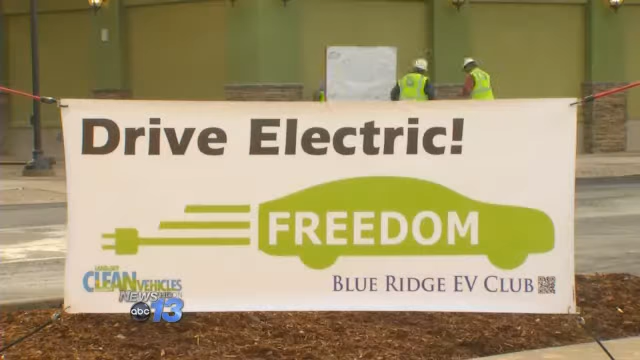 Drive Electric!
FREEDOM
CLEAN VEHICLES
NEWS
abc 13
BLUE RIDGE EV CLUB